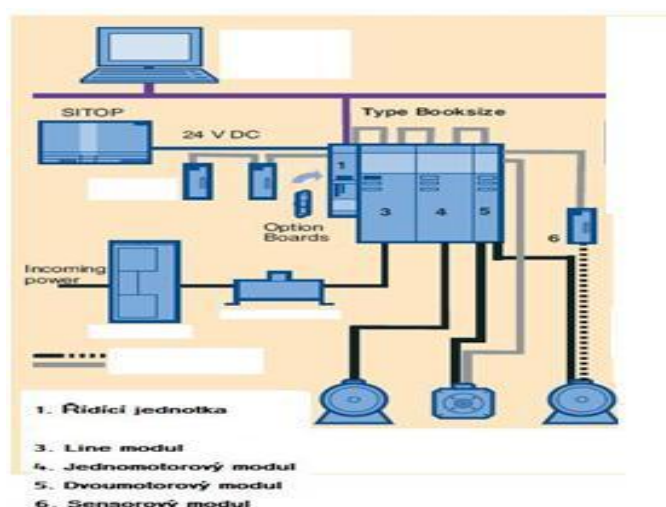 SITOP
Type Booksize
24 V DC
1
Option
Boards
3
4
5
6
Incoming
power
1. Řídící jednotka
3. Line modul
4. Jednomotorový modul
5. Dvoumotorový modul
6. Sensorový modul